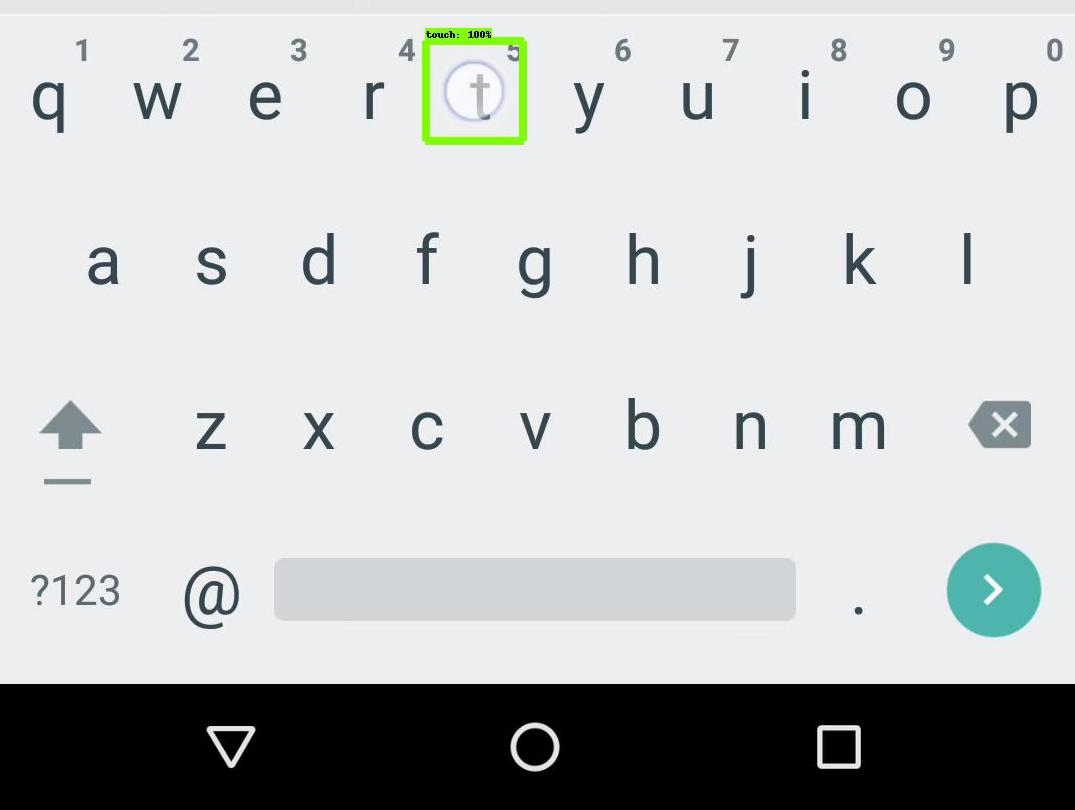 touch: 100%
1 2 3 4 5 6 7 8 9 0
q w e r t y u i o p
a s d f g h j k l
z x c v b n m
?123 @ .